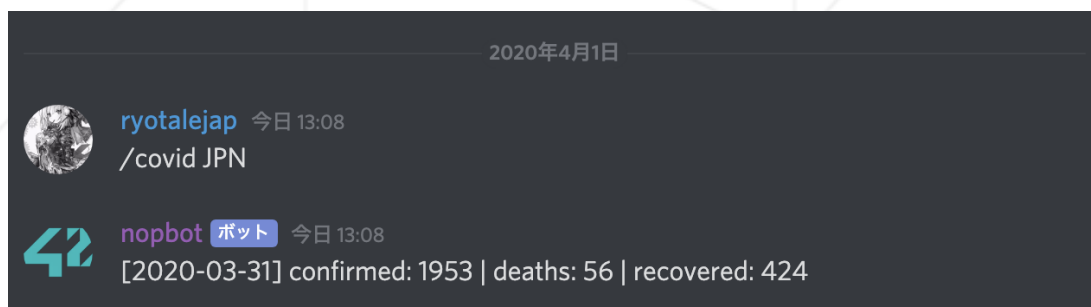 2020年4月1日
ryotalejap 今日 13:08
/covid JPN
42
nopbot ボット 今日 13:08
[2020-03-31] confirmed: 1953 | deaths: 56 | recovered: 424